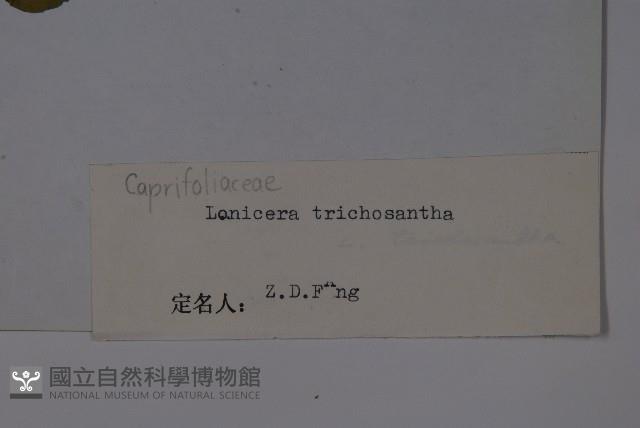 Caprifoliaceae
Lonicera trichosantha
定名人: Z.D.Fang
國立自然科學博物館
NATIONAL MUSEUM OF NATURAL SCIENCE